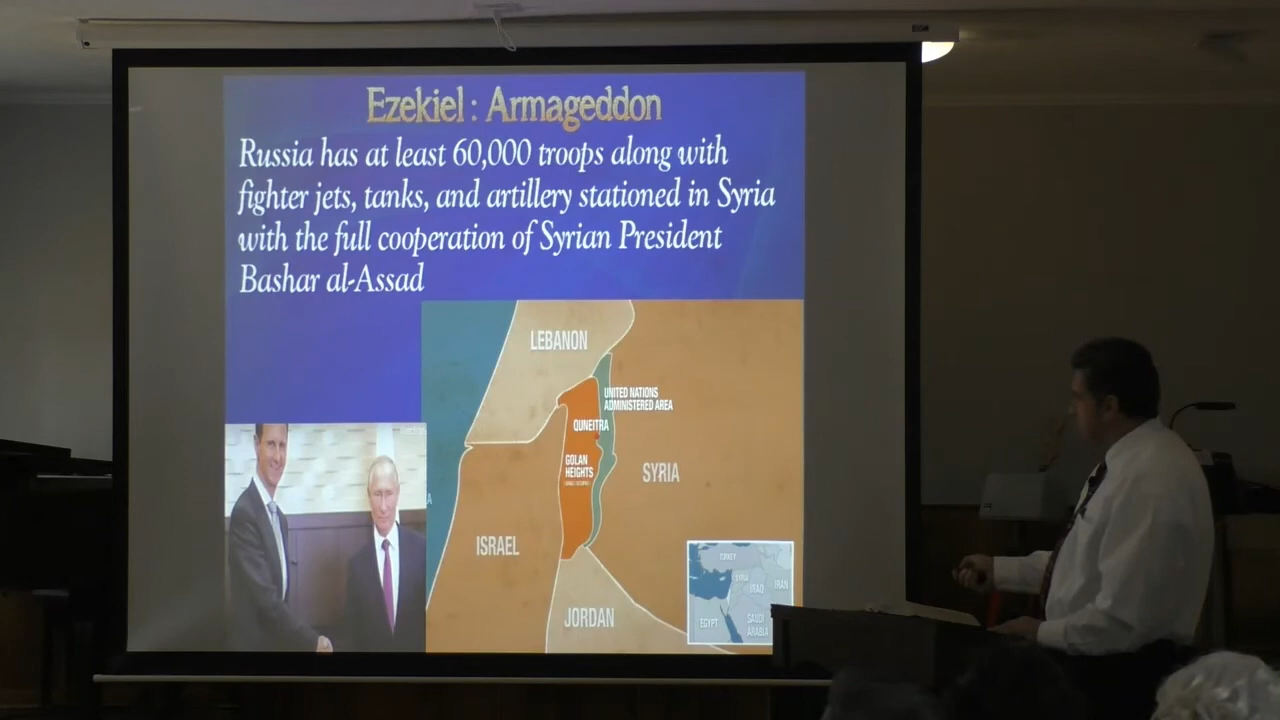 Ezekiel : Armageddon
Russia has at least 60,000 troops along with
fighter jets, tanks, and artillery stationed in Syria
with the full cooperation of Syrian President
Bashar al-Assad
LEBANON
UNITED NATIONS
ADMINISTERED AREA
QUNEITRA
GOLAN
HEIGHTS
SYRIA
ISRAEL
JORDAN
TURKEY
SYRIA
IRAQ
IRAN
EGYPT
SAUDI
ARABIA